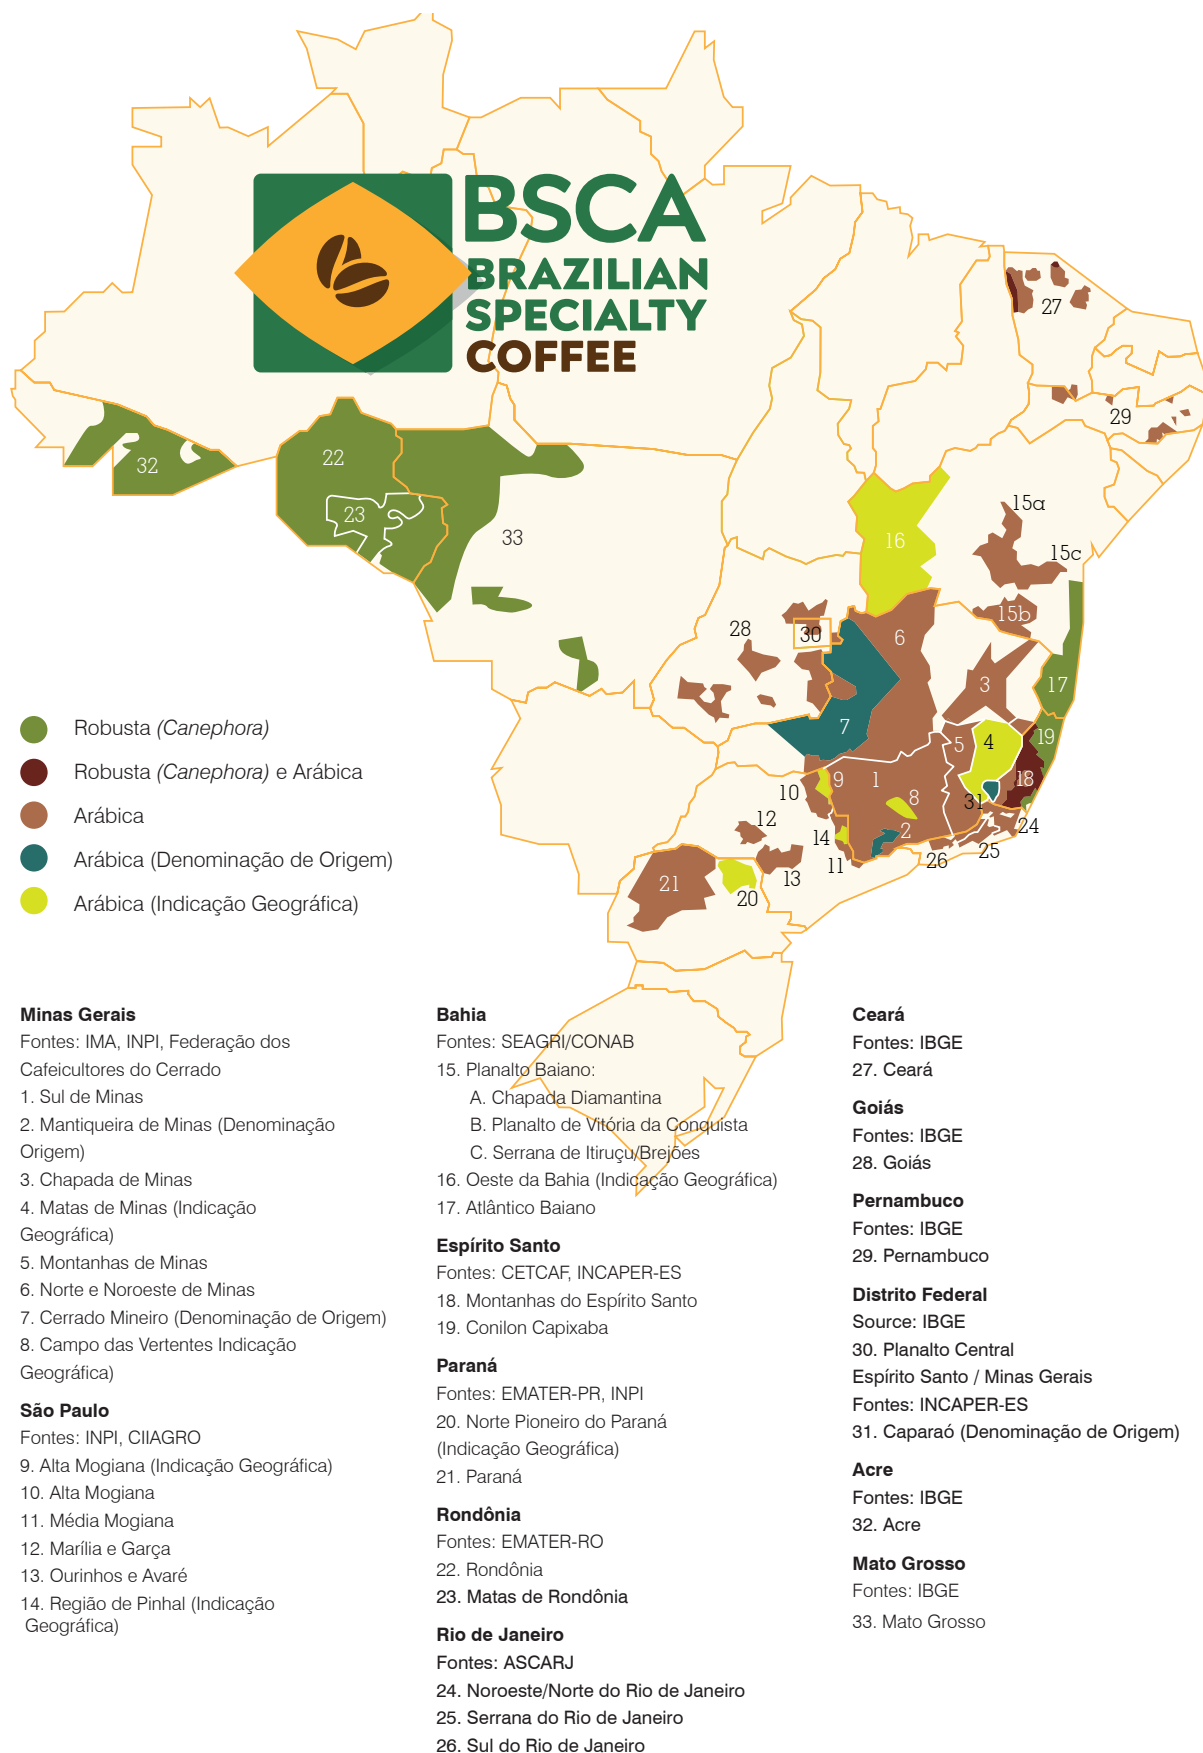 BSCA
BRAZILIAN
SPECIALTY
COFFEE
27
29
32
22
23
33
15a
15c
15b
16
28
30
6
3
17
7
5
4
19
18
31
9
1
8
10
2
12
14
11
13
24
25
26
21
20
Robusta (Canephora)
Robusta (Canephora) e Arábica
Arábica
Arábica (Denominação de Origem)
Arábica (Indicação Geográfica)
Minas Gerais
Fontes: IMA, INPI, Federação dos
Cafeicultores do Cerrado
1. Sul de Minas
2. Mantiqueira de Minas (Denominação
Origem)
3. Chapada de Minas
4. Matas de Minas (Indicação
Geográfica)
5. Montanhas de Minas
6. Norte e Noroeste de Minas
7. Cerrado Mineiro (Denominação de Origem)
8. Campo das Vertentes Indicação
Geográfica)
São Paulo
Fontes: INPI, CIIAGRO
9. Alta Mogiana (Indicação Geográfica)
10. Alta Mogiana
11. Média Mogiana
12. Marília e Garça
13. Ourinhos e Avaré
14. Região de Pinhal (Indicação
Geográfica)
Bahia
Fontes: SEAGRI/CONAB
15. Planalto Baiano:
A. Chapada Diamantina
B. Planalto de Vitória da Conquista
C. Serrana de Itiruçu/Brejões
16. Oeste da Bahia (Indicação Geográfica)
17. Atlântico Baiano
Espírito Santo
Fontes: CETCAF, INCAPER-ES
18. Montanhas do Espírito Santo
19. Conilon Capixaba
Paraná
Fontes: EMATER-PR, INPI
20. Norte Pioneiro do Paraná
(Indicação Geográfica)
21. Paraná
Rondônia
Fontes: EMATER-RO
22. Rondônia
23. Matas de Rondônia
Rio de Janeiro
Fontes: ASCARJ
24. Noroeste/Norte do Rio de Janeiro
25. Serrana do Rio de Janeiro
26. Sul do Rio de Janeiro
Ceará
Fontes: IBGE
27. Ceará
Goiás
Fontes: IBGE
28. Goiás
Pernambuco
Fontes: IBGE
29. Pernambuco
Distrito Federal
Source: IBGE
30. Planalto Central
Espírito Santo / Minas Gerais
Fontes: INCAPER-ES
31. Caparaó (Denominação de Origem)
Acre
Fontes: IBGE
32. Acre
Mato Grosso
Fontes: IBGE
33. Mato Grosso